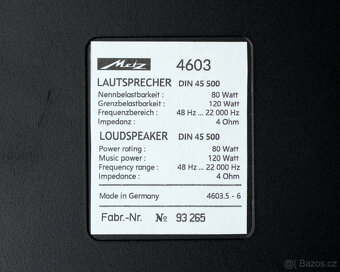 Metz 4603
LAUTSPRECHER DIN 45 500
Nennbelastbarkeit : 80 Watt
Grenzbelastbarkeit : 120 Watt
Frequenzbereich : 48 Hz ... 22 000 Hz
Impedanz : 4 Ohm
LOUDSPEAKER DIN 45 500
Power rating : 80 Watt
Music power : 120 Watt
Frequency range : 48 Hz ... 22 000 Hz
Impedance : 4 Ohm
Made in Germany 4603.5 - 6
Fabr.-Nr. № 93 265
Bazos.cz